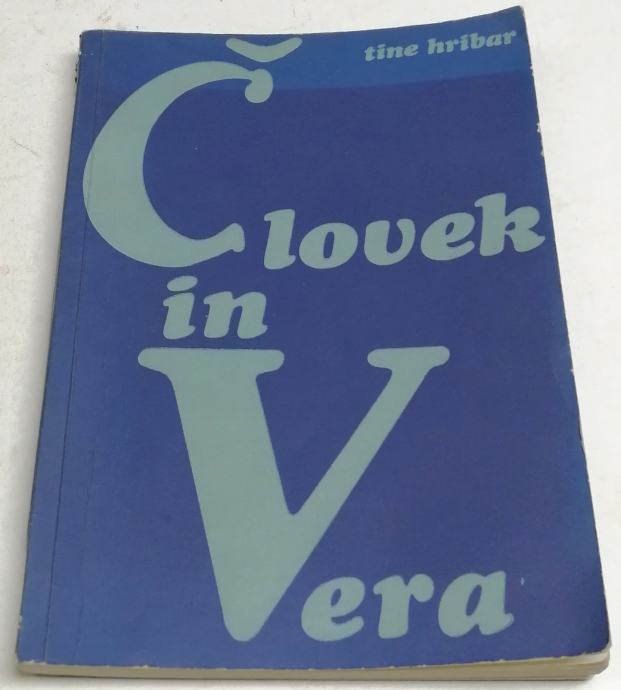 tine hribar
Človek
in
Vera